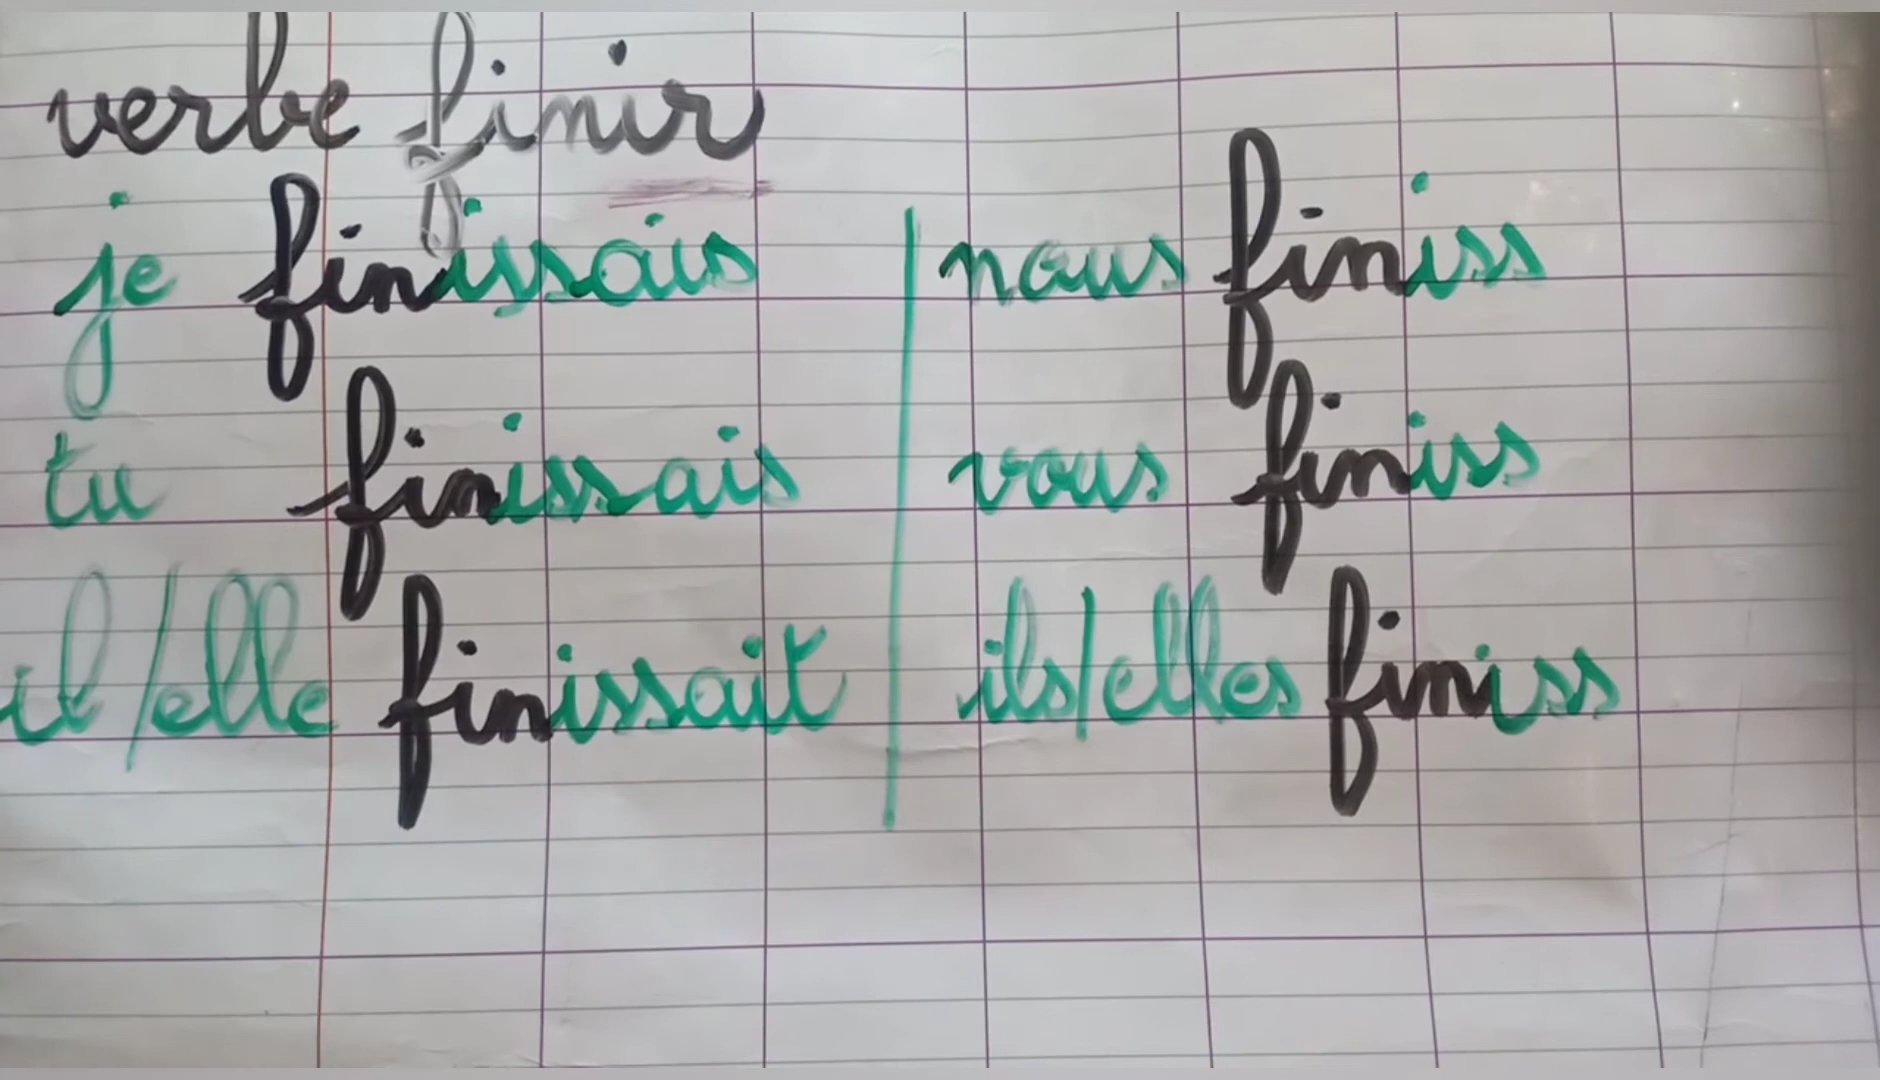 verbe finir
je finissais | nous finiss
tu finissais | vous finiss
il/elle finissait | ils/elles finiss